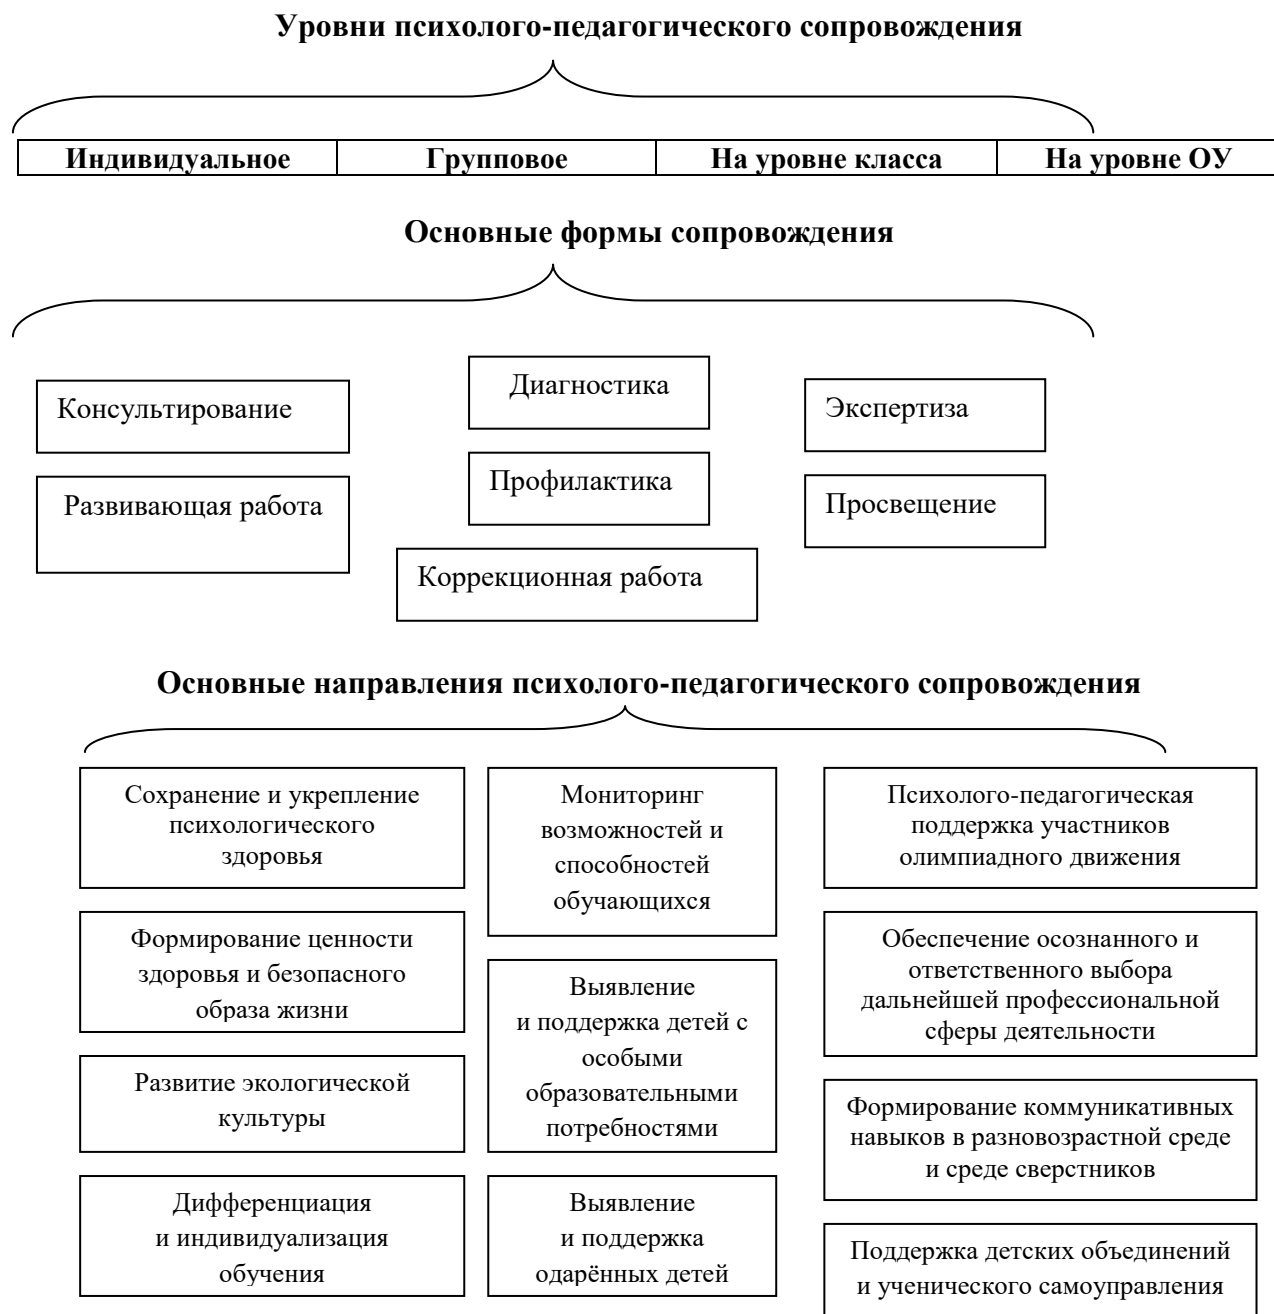 Уровни психолого-педагогического сопровождения
Индивидуальное
Групповое
На уровне класса
На уровне ОУ
Основные формы сопровождения
Консультирование
Диагностика
Экспертиза
Развивающая работа
Профилактика
Просвещение
Коррекционная работа
Основные направления психолого-педагогического сопровождения
Сохранение и укрепление
психологического
здоровья
Формирование ценности
здоровья и безопасного
образа жизни
Развитие экологической
культуры
Дифференциация
и индивидуализация
обучения
Мониторинг
возможностей и
способностей
обучающихся
Выявление
и поддержка детей с
особыми
образовательными
потребностями
Выявление
и поддержка
одарённых детей
Психолого-педагогическая
поддержка участников
олимпиадного движения
Обеспечение осознанного и
ответственного выбора
дальнейшей профессиональной
сферы деятельности
Формирование коммуникативных
навыков в разновозрастной среде
и среде сверстников
Поддержка детских объединений
и ученического самоуправления